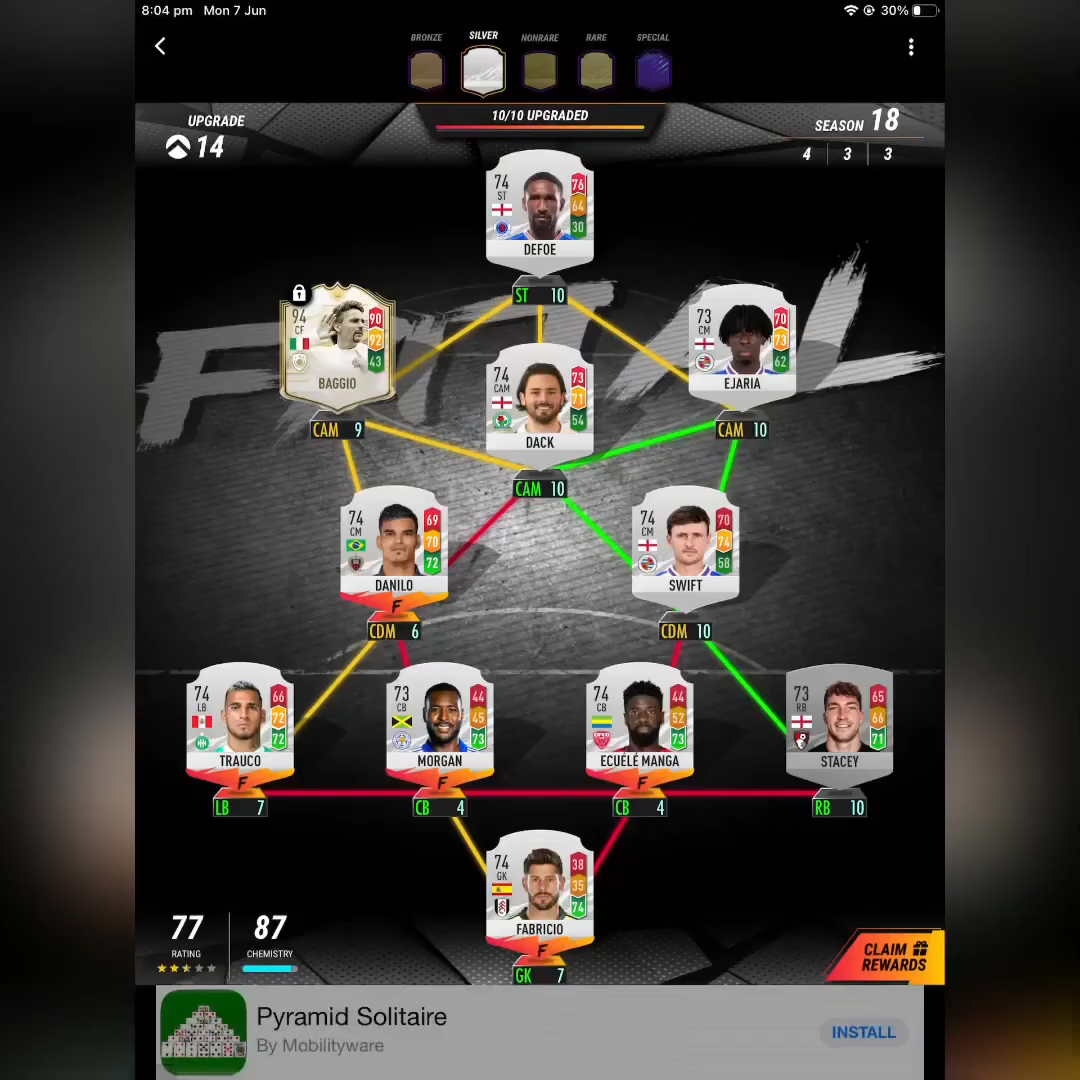 8:04 pm Mon 7 Jun
30%
BRONZE SILVER NONRARE RARE SPECIAL
UPGRADE
14
10/10 UPGRADED
SEASON 18
4 3 3
FINAL
74
ST
76
64
30
DEFOE
ST 10
94
CF
90
92
43
BAGGIO
CAM 9
74
CAM
73
71
54
DACK
CAM 10
73
CM
70
73
62
EJARIA
CAM 10
74
CM
69
70
72
DANILO
F
CDM 6
74
CM
70
74
58
SWIFT
CDM 10
74
LB
66
72
72
TRAUCO
F
LB 7
73
CB
44
45
73
MORGAN
F
CB 4
74
CB
44
52
73
ECUÉLÉ MANGA
F
CB 4
73
RB
65
66
71
STACEY
RB 10
74
GK
38
35
74
FABRICIO
F
GK 7
77
RATING
87
CHEMISTRY
CLAIM
REWARDS
Pyramid Solitaire
By Mobilityware
INSTALL